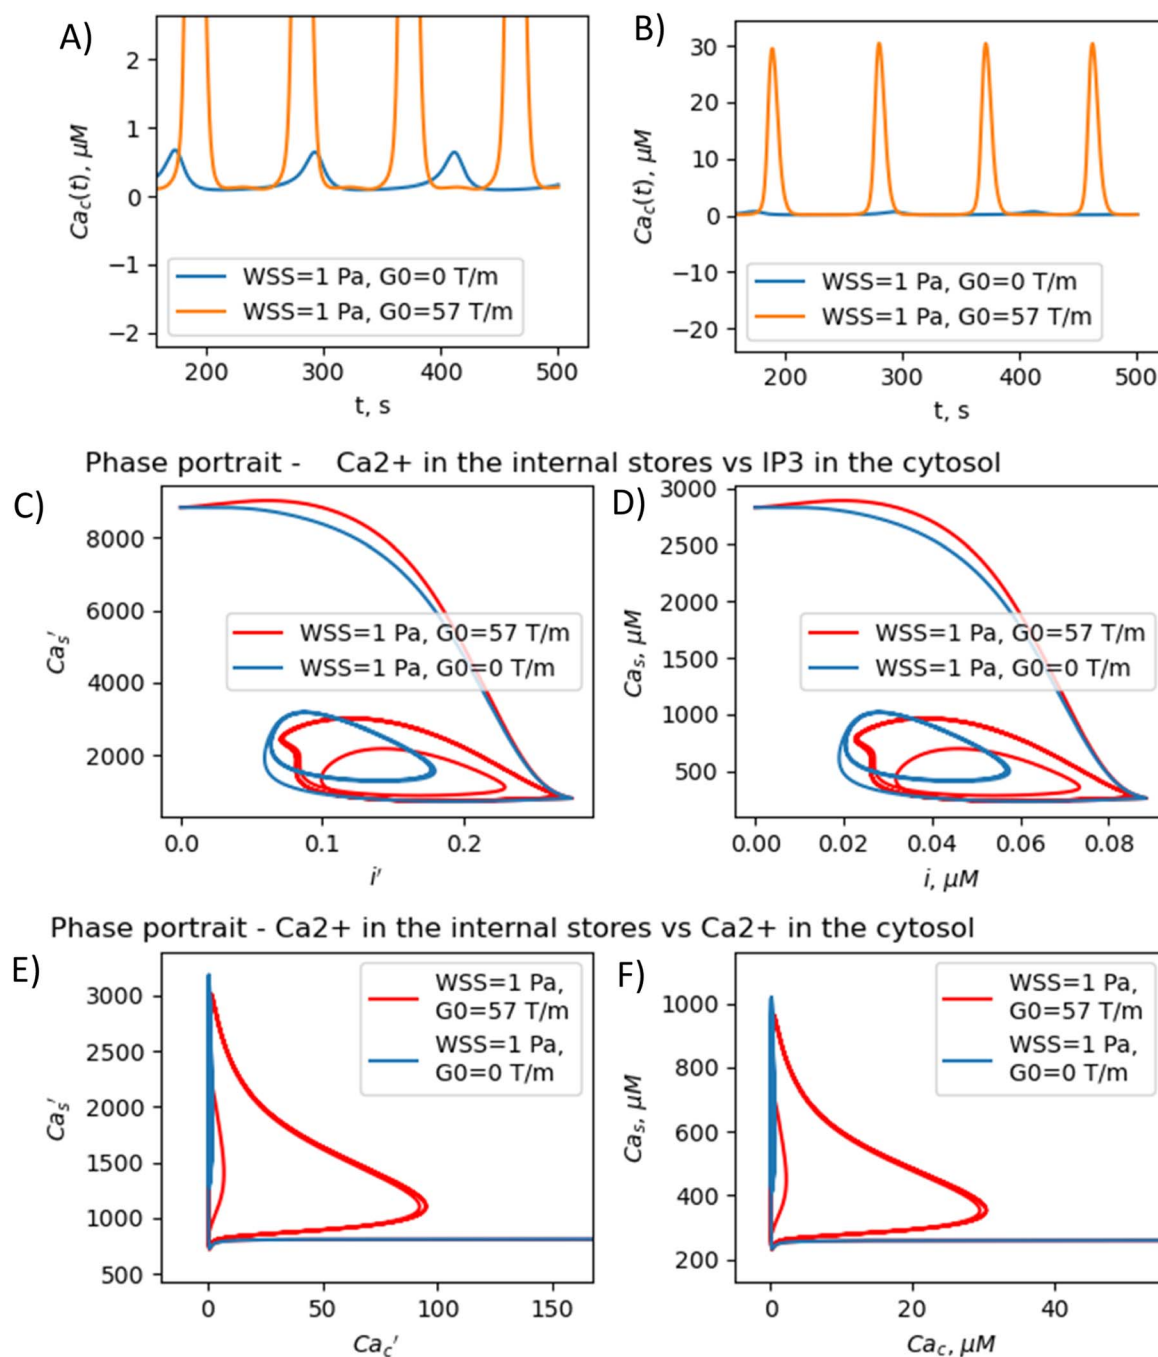 A)
2
1
0
−1
−2
Ca_c(t), μM
WSS=1 Pa, G0=0 T/m
WSS=1 Pa, G0=57 T/m
200 300 400 500
t, s
B)
30
20
10
0
−10
−20
Ca_c(t), μM
WSS=1 Pa, G0=0 T/m
WSS=1 Pa, G0=57 T/m
200 300 400 500
t, s
Phase portrait - Ca2+ in the internal stores vs IP3 in the cytosol
C)
8000
6000
4000
2000
Ca_s′
WSS=1 Pa, G0=57 T/m
WSS=1 Pa, G0=0 T/m
0.0 0.1 0.2
i′
D)
3000
2500
2000
1500
1000
500
Ca_s, μM
WSS=1 Pa, G0=57 T/m
WSS=1 Pa, G0=0 T/m
0.00 0.02 0.04 0.06 0.08
i, μM
Phase portrait - Ca2+ in the internal stores vs Ca2+ in the cytosol
E)
3000
2500
2000
1500
1000
500
Ca_s′
WSS=1 Pa,
G0=57 T/m
WSS=1 Pa,
G0=0 T/m
0 50 100 150
Ca_c′
F)
1000
800
600
400
200
Ca_s, μM
WSS=1 Pa,
G0=57 T/m
WSS=1 Pa,
G0=0 T/m
0 20 40
Ca_c, μM